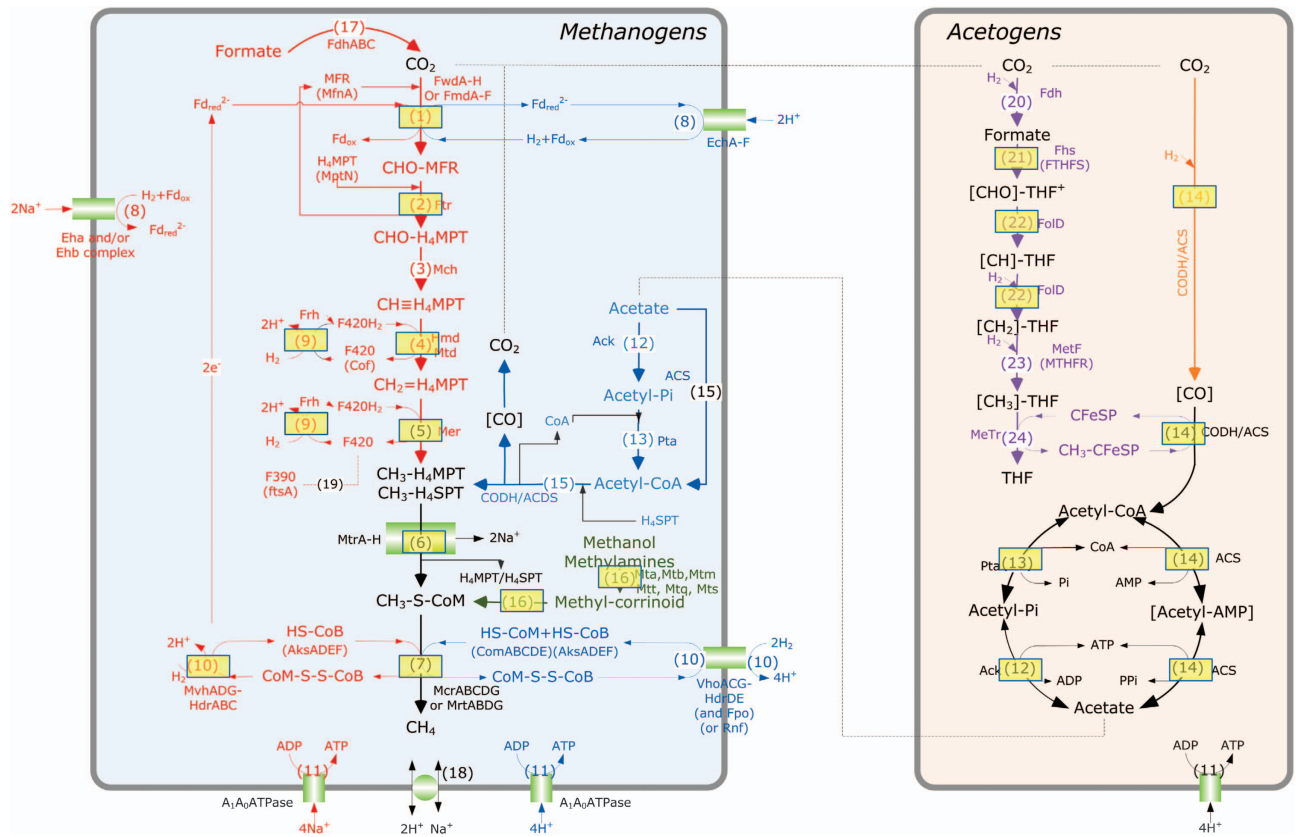 Methanogens
Formate
(17)
FdhABC
CO₂
MFR
(MfnA)
FwdA-H
Or FmdA-F
Fd_red²⁻
(1)
Fd_red²⁻
(8)
2H⁺
EchA-F
Fd_ox
H₂+Fd_ox
CHO-MFR
H₄MPT
(MptN)
(2)
Ftr
2Na⁺
H₂+Fd_ox
(8)
Fd_red²⁻
Eha and/or
Ehb complex
CHO-H₄MPT
(3)
Mch
CH≡H₄MPT
2H⁺
Frh
F420H₂
(9)
(4)
Hmd
Mtd
H₂
F420
(Cof)
2e⁻
CH₂=H₄MPT
2H⁺
Frh
F420H₂
(9)
(5)
Mer
H₂
F420
F390
(ftsA)
(19)
CH₃-H₄MPT
CH₃-H₄SPT
CO₂
[CO]
Acetate
Ack
(12)
ACS
(15)
Acetyl-Pi
CoA
(13)
Pta
(15)
Acetyl-CoA
CODH/ACDS
H₄SPT
MtrA-H
(6)
2Na⁺
H₄MPT/H₄SPT
Methanol
Methylamines
(16)
Mta,Mtb,Mtm
Mtt, Mtq, Mts
CH₃-S-CoM
(16)
Methyl-corrinoid
2H⁺
HS-CoB
(AksADEF)
HS-CoM+HS-CoB
(ComABCDE)(AksADEF)
2H₂
(10)
(7)
(10)
(10)
H₂
CoM-S-S-CoB
CoM-S-S-CoB
4H⁺
MvhADG-
HdrABC
McrABCDG
or MrtABDG
VhoACG-
HdrDE
(and Fpo)
(or Rnf)
CH₄
ADP
ATP
(11)
A₁A₀ATPase
4Na⁺
(18)
2H⁺
Na⁺
ADP
ATP
(11)
A₁A₀ATPase
4H⁺
Acetogens
CO₂
H₂
Fdh
(20)
Formate
(21)
Fhs
(FTHFS)
[CHO]-THF⁺
(22)
FolD
[CH]-THF
H₂
(22)
FolD
[CH₂]-THF
H₂
MetF
(MTHFR)
(23)
[CH₃]-THF
MeTr
(24)
CFeSP
CH₃-CFeSP
THF
CO₂
H₂
(14)
CODH/ACS
[CO]
(14)
CODH/ACS
Acetyl-CoA
Pta
(13)
CoA
Pi
AMP
(14)
ACS
Acetyl-Pi
[Acetyl-AMP]
Ack
(12)
ATP
ADP
PPi
(14)
ACS
Acetate
ADP
ATP
(11)
4H⁺